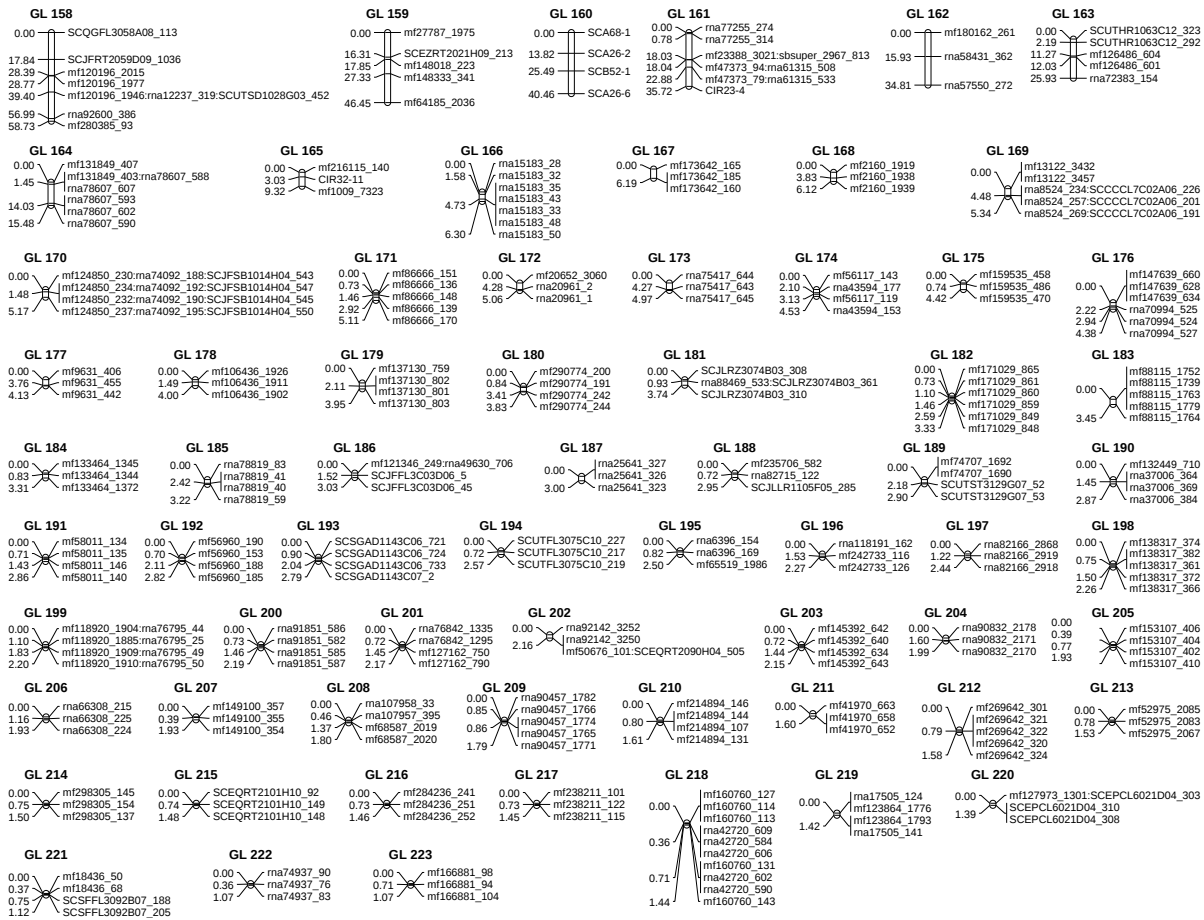 GL 158
0.00 SCQGFL3058A08_113
17.84 SCJFRT2059D09_1036
28.39 mf120196_2015
28.77 mf120196_1977
39.40 mf120196_1946:rna12237_319:SCUTSD1028G03_452
56.99 rna92600_386
58.73 mf280385_93
GL 159
0.00 mf27787_1975
16.31 SCEZRT2021H09_213
17.85 mf148018_223
27.33 mf148333_341
46.45 mf64185_2036
GL 160
0.00 SCA68-1
13.82 SCA26-2
25.49 SCB52-1
40.46 SCA26-6
GL 161
0.00 rna77255_274
0.78 rna77255_314
18.03 mf23388_3021:sbsuper_2967_813
18.04 mf47373_94:rna61315_508
22.88 mf47373_79:rna61315_533
35.72 CIR23-4
GL 162
0.00 mf180162_261
15.93 rna58431_362
34.81 rna57550_272
GL 163
0.00 SCUTHR1063C12_323
2.19 SCUTHR1063C12_292
11.27 mf126486_604
12.03 mf126486_601
25.93 rna72383_154
GL 164
0.00 mf131849_407
mf131849_403:rna78607_588
1.45 rna78607_607
rna78607_593
14.03 rna78607_602
15.48 rna78607_590
GL 165
0.00 mf216115_140
3.03 CIR32-11
9.32 mf1009_7323
GL 166
0.00 rna15183_28
1.58 rna15183_32
rna15183_35
rna15183_43
4.73 rna15183_33
rna15183_48
6.30 rna15183_50
GL 167
0.00 mf173642_165
mf173642_185
6.19 mf173642_160
GL 168
0.00 mf2160_1919
3.83 mf2160_1938
6.12 mf2160_1939
GL 169
0.00 mf13122_3432
mf13122_3457
rna8524_234:SCCCCL7C02A06_226
4.48 rna8524_257:SCCCCL7C02A06_201
5.34 rna8524_269:SCCCCL7C02A06_191
GL 170
0.00 mf124850_230:rna74092_188:SCJFSB1014H04_543
mf124850_234:rna74092_192:SCJFSB1014H04_547
1.48 mf124850_232:rna74092_190:SCJFSB1014H04_545
5.17 mf124850_237:rna74092_195:SCJFSB1014H04_550
GL 171
0.00 mf86666_151
0.73 mf86666_136
1.46 mf86666_148
2.92 mf86666_139
5.11 mf86666_170
GL 172
0.00 mf20652_3060
4.28 rna20961_2
5.06 rna20961_1
GL 173
0.00 rna75417_644
4.27 rna75417_643
4.97 rna75417_645
GL 174
0.00 mf56117_143
2.10 rna43594_177
3.13 mf56117_119
4.53 rna43594_153
GL 175
0.00 mf159535_458
0.74 mf159535_486
4.42 mf159535_470
GL 176
mf147639_660
0.00 mf147639_628
mf147639_634
2.22 rna70994_525
2.94 rna70994_524
4.38 rna70994_527
GL 177
0.00 mf9631_406
3.76 mf9631_455
4.13 mf9631_442
GL 178
0.00 mf106436_1926
1.49 mf106436_1911
4.00 mf106436_1902
GL 179
0.00 mf137130_759
mf137130_802
2.11 mf137130_801
3.95 mf137130_803
GL 180
0.00 mf290774_200
0.84 mf290774_191
3.41 mf290774_242
3.83 mf290774_244
GL 181
0.00 SCJLRZ3074B03_308
0.93 rna88469_533:SCJLRZ3074B03_361
3.74 SCJLRZ3074B03_310
GL 182
0.00 mf171029_865
0.73 mf171029_861
1.10 mf171029_860
1.46 mf171029_859
2.59 mf171029_849
3.33 mf171029_848
GL 183
mf88115_1752
mf88115_1739
0.00 mf88115_1763
mf88115_1779
3.45 mf88115_1764
GL 184
0.00 mf133464_1345
0.83 mf133464_1344
3.31 mf133464_1372
GL 185
0.00 rna78819_83
rna78819_41
2.42 rna78819_40
3.22 rna78819_59
GL 186
0.00 mf121346_249:rna49630_706
1.52 SCJFFL3C03D06_5
3.03 SCJFFL3C03D06_45
GL 187
0.00 rna25641_327
rna25641_326
3.00 rna25641_323
GL 188
0.00 mf235706_582
0.72 rna82715_122
2.95 SCJLLR1105F05_285
GL 189
0.00 mf74707_1692
mf74707_1690
2.18 SCUTST3129G07_52
2.90 SCUTST3129G07_53
GL 190
0.00 mf132449_710
rna37006_364
1.45 rna37006_369
2.87 rna37006_384
GL 191
0.00 mf58011_134
0.71 mf58011_135
1.43 mf58011_146
2.86 mf58011_140
GL 192
0.00 mf56960_190
0.70 mf56960_153
2.11 mf56960_188
2.82 mf56960_185
GL 193
0.00 SCSGAD1143C06_721
0.90 SCSGAD1143C06_724
2.04 SCSGAD1143C06_733
2.79 SCSGAD1143C07_2
GL 194
0.00 SCUTFL3075C10_227
0.72 SCUTFL3075C10_217
2.57 SCUTFL3075C10_219
GL 195
0.00 rna6396_154
0.82 rna6396_169
2.50 mf65519_1986
GL 196
0.00 rna118191_162
1.53 mf242733_116
2.27 mf242733_126
GL 197
0.00 rna82166_2868
1.22 rna82166_2919
2.44 rna82166_2918
GL 198
0.00 mf138317_374
mf138317_382
0.75 mf138317_361
1.50 mf138317_372
2.26 mf138317_366
GL 199
0.00 mf118920_1904:rna76795_44
1.10 mf118920_1885:rna76795_25
1.83 mf118920_1909:rna76795_49
2.20 mf118920_1910:rna76795_50
GL 200
0.00 rna91851_586
0.73 rna91851_582
1.46 rna91851_585
2.19 rna91851_587
GL 201
0.00 rna76842_1335
0.72 rna76842_1295
1.45 mf127162_750
2.17 mf127162_790
GL 202
0.00 rna92142_3252
rna92142_3250
2.16 mf50676_101:SCEQRT2090H04_505
GL 203
0.00 mf145392_642
0.72 mf145392_640
1.44 mf145392_634
2.15 mf145392_643
GL 204
0.00 rna90832_2178
1.60 rna90832_2171
1.99 rna90832_2170
GL 205
0.00 mf153107_406
0.39 mf153107_404
0.77 mf153107_402
1.93 mf153107_410
GL 206
0.00 rna66308_215
1.16 rna66308_225
1.93 rna66308_224
GL 207
0.00 mf149100_357
0.39 mf149100_355
1.93 mf149100_354
GL 208
0.00 rna107958_33
0.46 rna107957_395
1.37 mf68587_2019
1.80 mf68587_2020
GL 209
0.00 rna90457_1782
0.85 rna90457_1766
rna90457_1774
0.86 rna90457_1765
1.79 rna90457_1771
GL 210
0.00 mf214894_146
mf214894_144
0.80 mf214894_107
1.61 mf214894_131
GL 211
0.00 mf41970_663
mf41970_658
1.60 mf41970_652
GL 212
0.00 mf269642_301
mf269642_321
0.79 mf269642_322
mf269642_320
1.58 mf269642_324
GL 213
0.00 mf52975_2085
0.78 mf52975_2083
1.53 mf52975_2067
GL 214
0.00 mf298305_145
0.75 mf298305_154
1.50 mf298305_137
GL 215
0.00 SCEQRT2101H10_92
0.74 SCEQRT2101H10_149
1.48 SCEQRT2101H10_148
GL 216
0.00 mf284236_241
0.73 mf284236_251
1.46 mf284236_252
GL 217
0.00 mf238211_101
0.73 mf238211_122
1.45 mf238211_115
GL 218
mf160760_127
0.00 mf160760_114
mf160760_113
rna42720_609
0.36 rna42720_584
rna42720_606
mf160760_131
0.71 rna42720_602
rna42720_590
1.44 mf160760_143
GL 219
0.00 rna17505_124
mf123864_1776
mf123864_1793
1.42 rna17505_141
GL 220
0.00 mf127973_1301:SCEPCL6021D04_303
SCEPCL6021D04_310
1.39 SCEPCL6021D04_308
GL 221
0.00 mf18436_50
0.37 mf18436_68
0.75 SCSFFL3092B07_188
1.12 SCSFFL3092B07_205
GL 222
0.00 rna74937_90
0.36 rna74937_76
1.07 rna74937_83
GL 223
0.00 mf166881_98
0.71 mf166881_94
1.07 mf166881_104